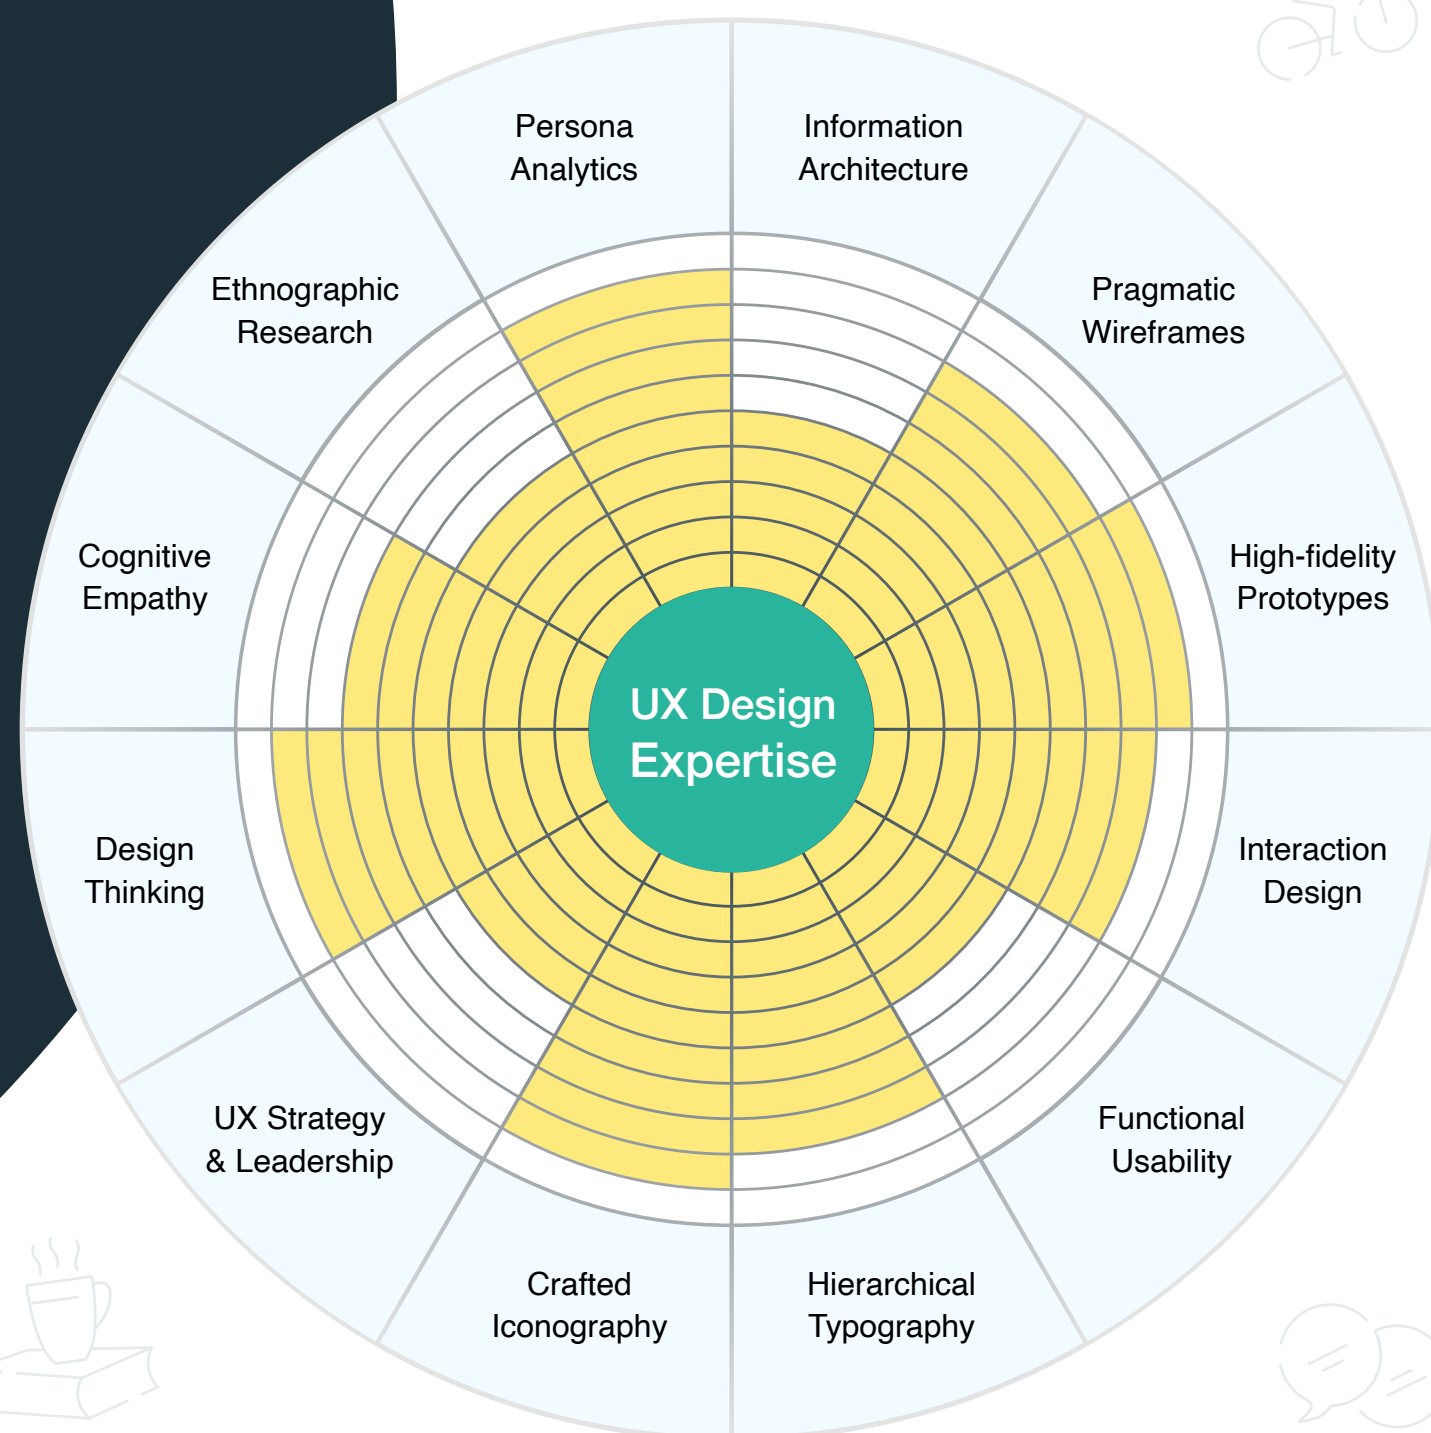 Persona
Analytics
Information
Architecture
Pragmatic
Wireframes
High-fidelity
Prototypes
Interaction
Design
Functional
Usability
Hierarchical
Typography
Crafted
Iconography
UX Strategy
& Leadership
Design
Thinking
Cognitive
Empathy
Ethnographic
Research
UX Design
Expertise